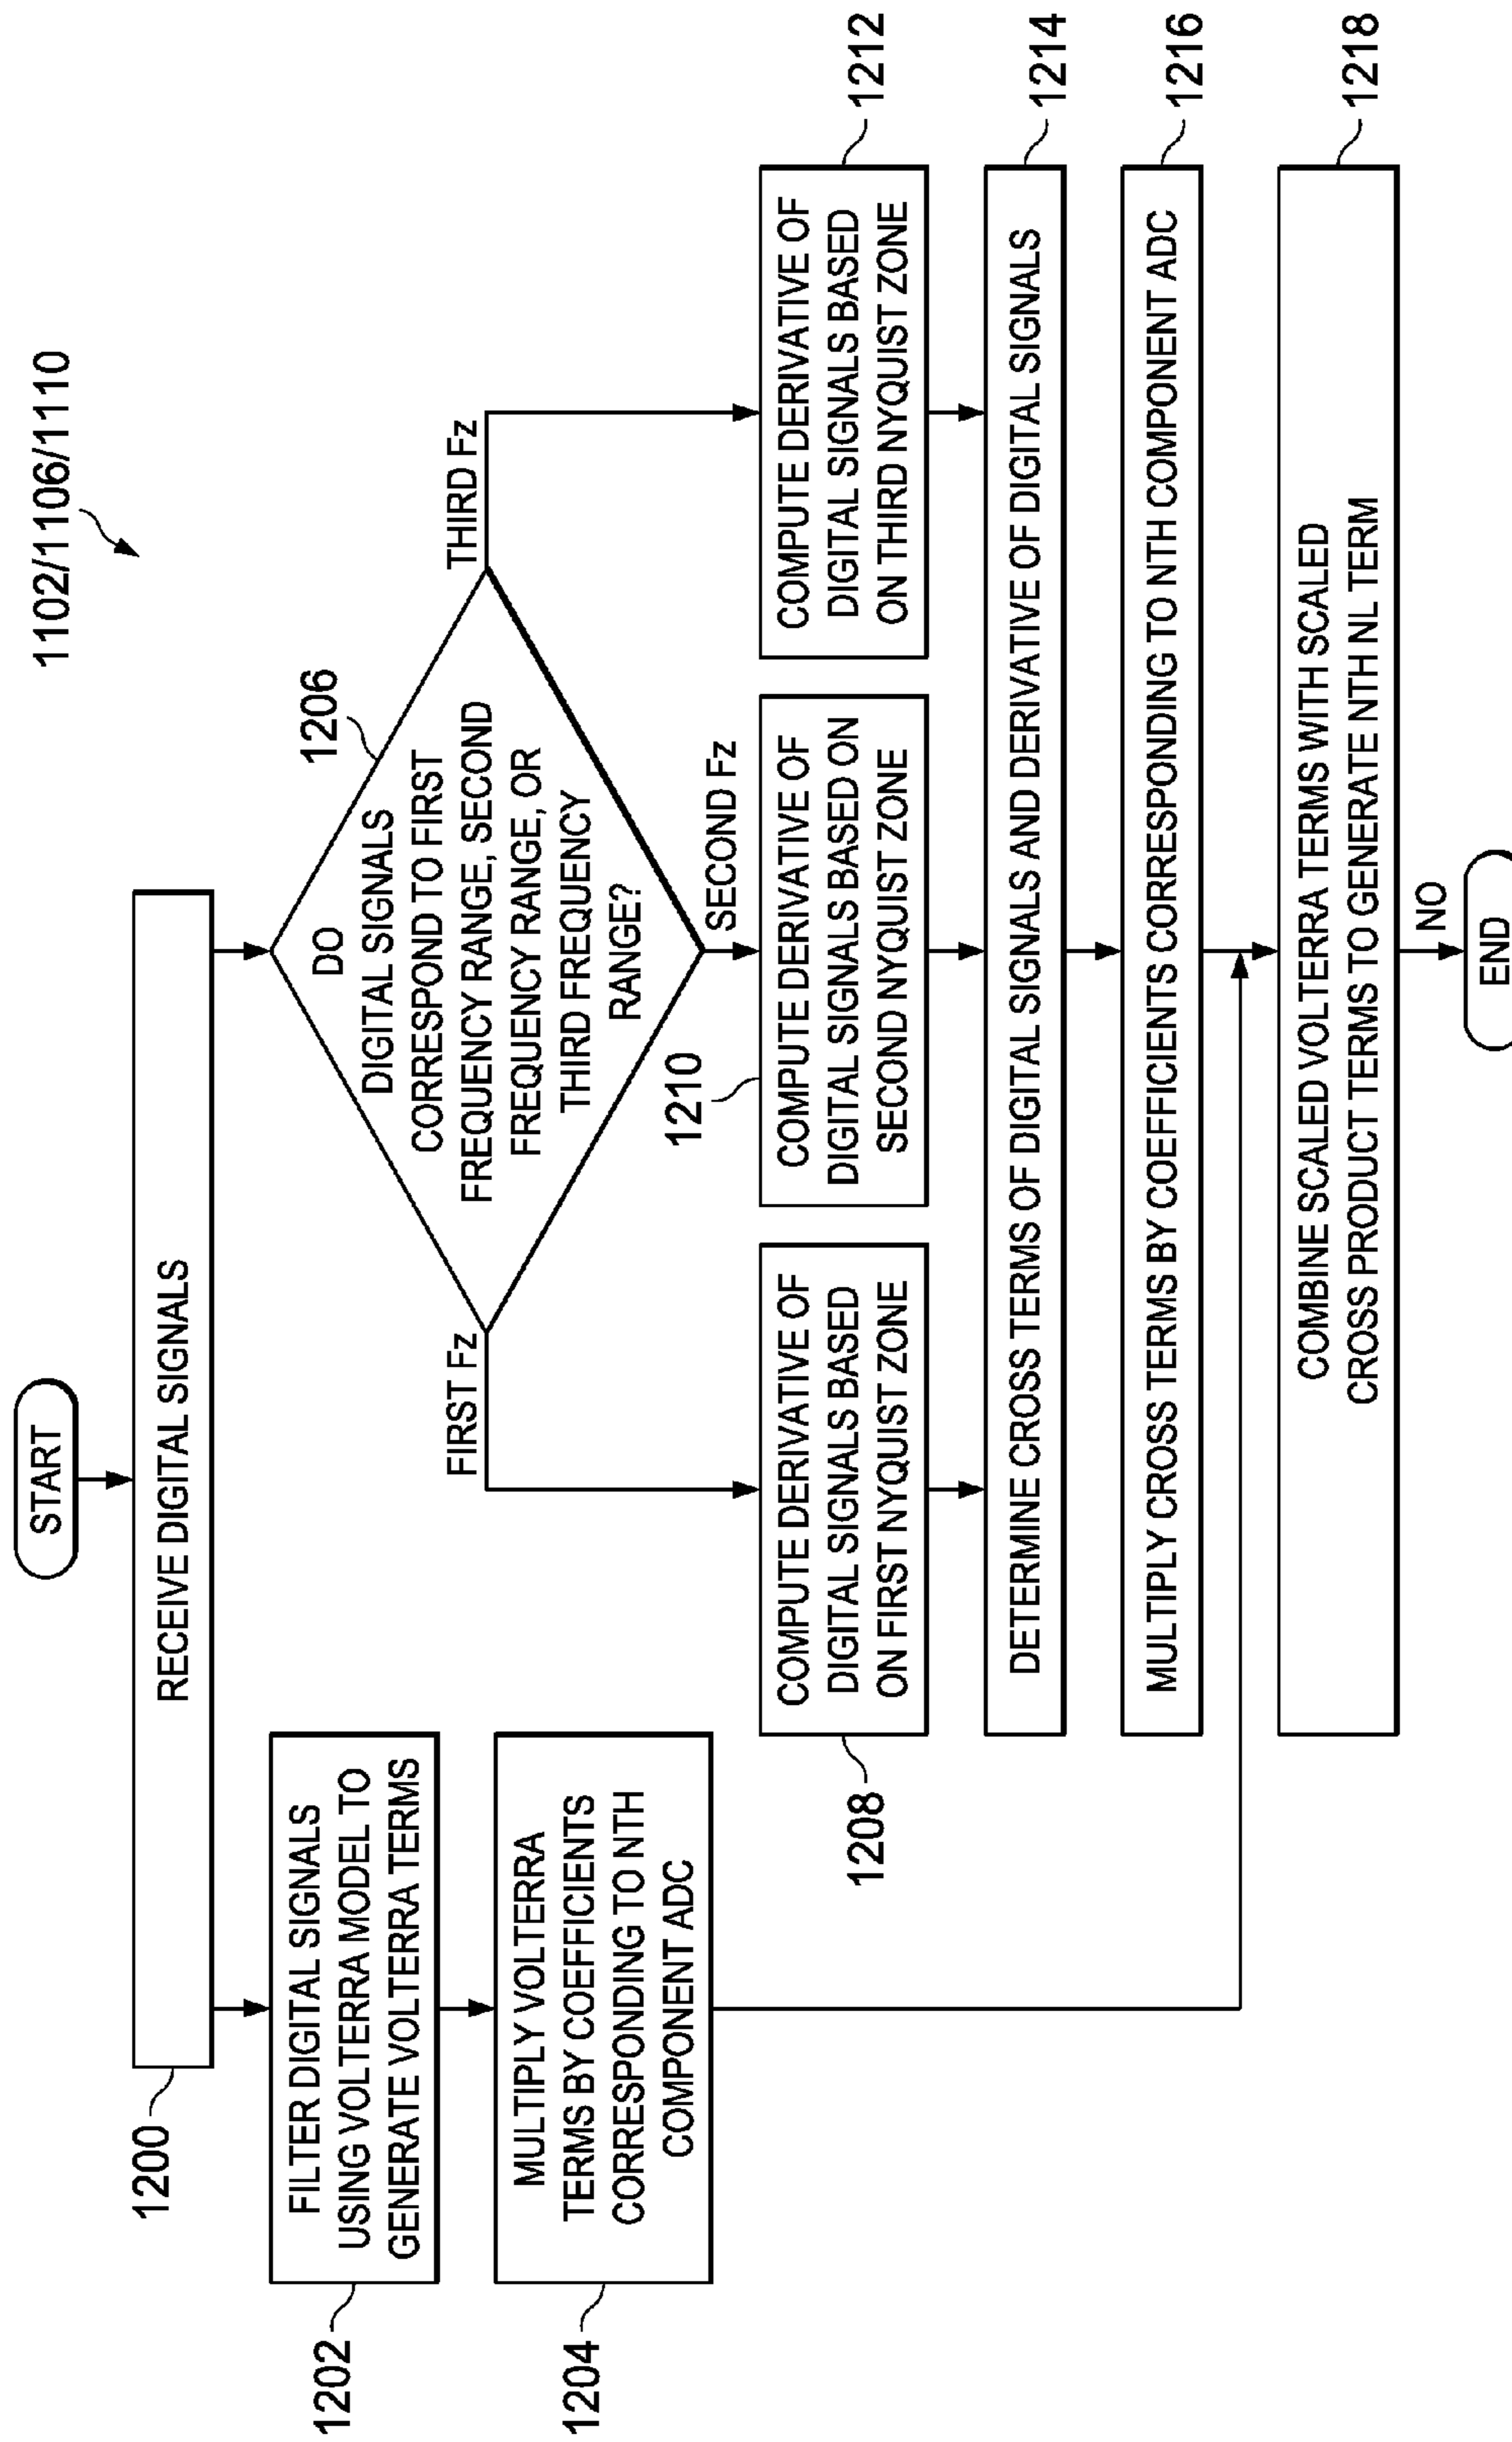 1102/1106/1110
START
RECEIVE DIGITAL SIGNALS
1200
FILTER DIGITAL SIGNALS
USING VOLTERRA MODEL TO
GENERATE VOLTERRA TERMS
1202
MULTIPLY VOLTERRA
TERMS BY COEFFICIENTS
CORRESPONDING TO NTH
COMPONENT ADC
1204
DO
DIGITAL SIGNALS
CORRESPOND TO FIRST
FREQUENCY RANGE, SECOND
FREQUENCY RANGE, OR
THIRD FREQUENCY
RANGE?
1206
FIRST Fz
SECOND Fz
THIRD Fz
COMPUTE DERIVATIVE OF
DIGITAL SIGNALS BASED
ON FIRST NYQUIST ZONE
1208
COMPUTE DERIVATIVE OF
DIGITAL SIGNALS BASED ON
SECOND NYQUIST ZONE
1210
COMPUTE DERIVATIVE OF
DIGITAL SIGNALS BASED
ON THIRD NYQUIST ZONE
1212
DETERMINE CROSS TERMS OF DIGITAL SIGNALS AND DERIVATIVE OF DIGITAL SIGNALS
1214
MULTIPLY CROSS TERMS BY COEFFICIENTS CORRESPONDING TO NTH COMPONENT ADC
1216
COMBINE SCALED VOLTERRA TERMS WITH SCALED
CROSS PRODUCT TERMS TO GENERATE NTH NL TERM
1218
NO
END